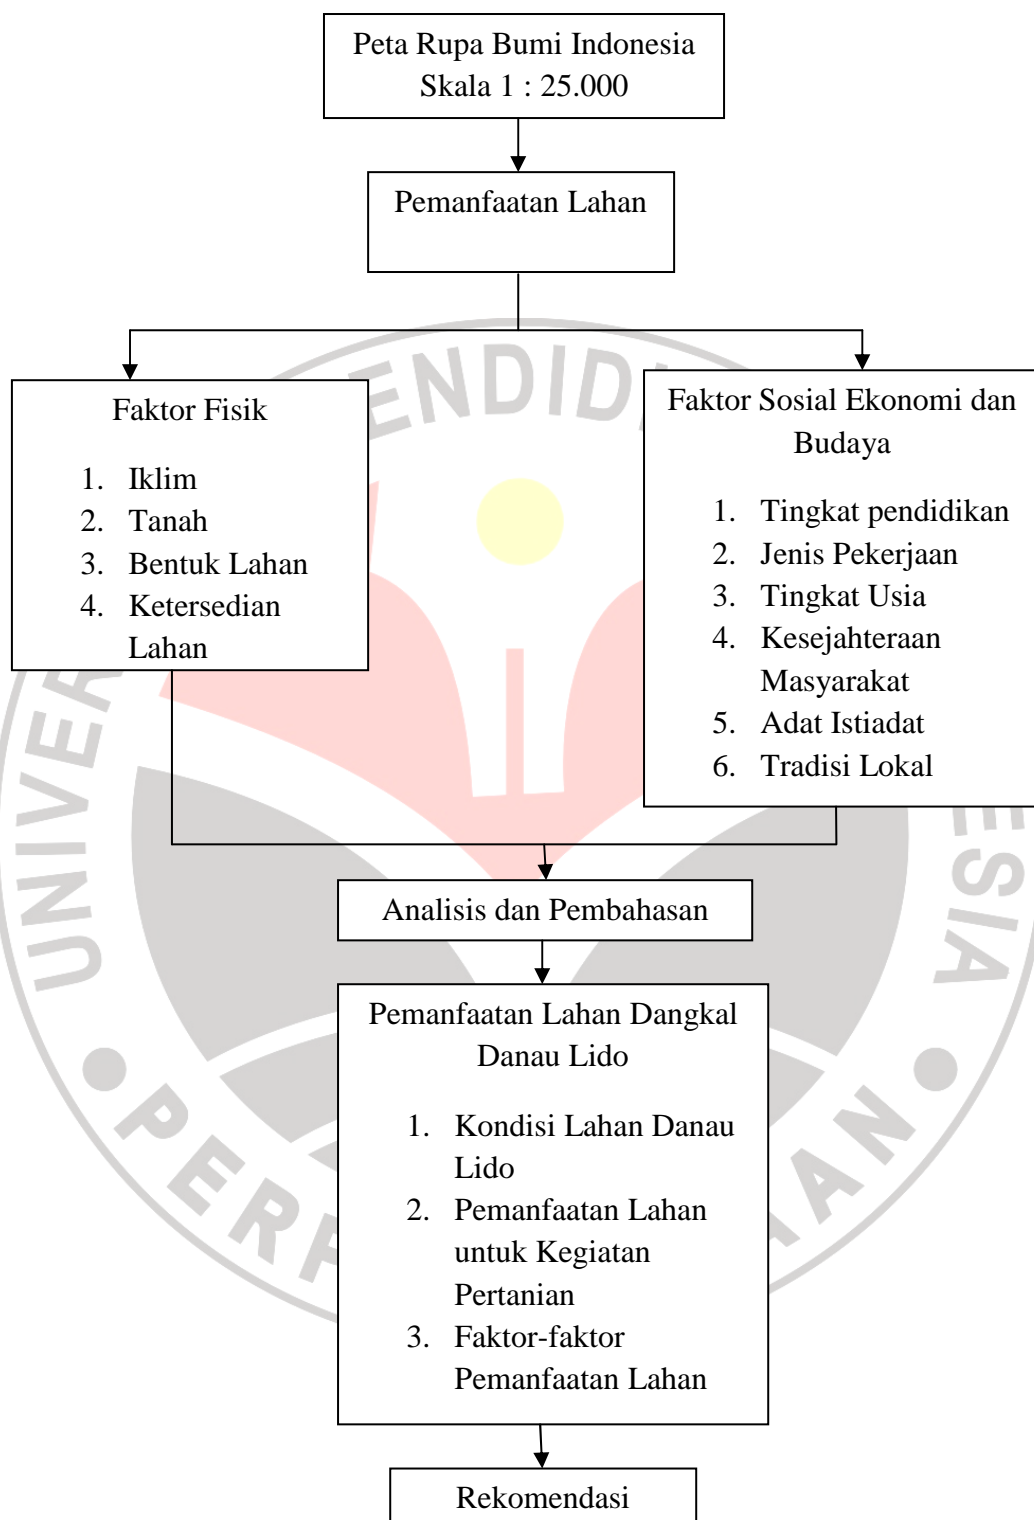 Peta Rupa Bumi Indonesia
Skala 1 : 25.000
Pemanfaatan Lahan
Faktor Fisik
1. Iklim
2. Tanah
3. Bentuk Lahan
4. Ketersedian
Lahan
Faktor Sosial Ekonomi dan
Budaya
1. Tingkat pendidikan
2. Jenis Pekerjaan
3. Tingkat Usia
4. Kesejahteraan
Masyarakat
5. Adat Istiadat
6. Tradisi Lokal
Analisis dan Pembahasan
Pemanfaatan Lahan Dangkal
Danau Lido
1. Kondisi Lahan Danau
Lido
2. Pemanfaatan Lahan
untuk Kegiatan
Pertanian
3. Faktor-faktor
Pemanfaatan Lahan
Rekomendasi